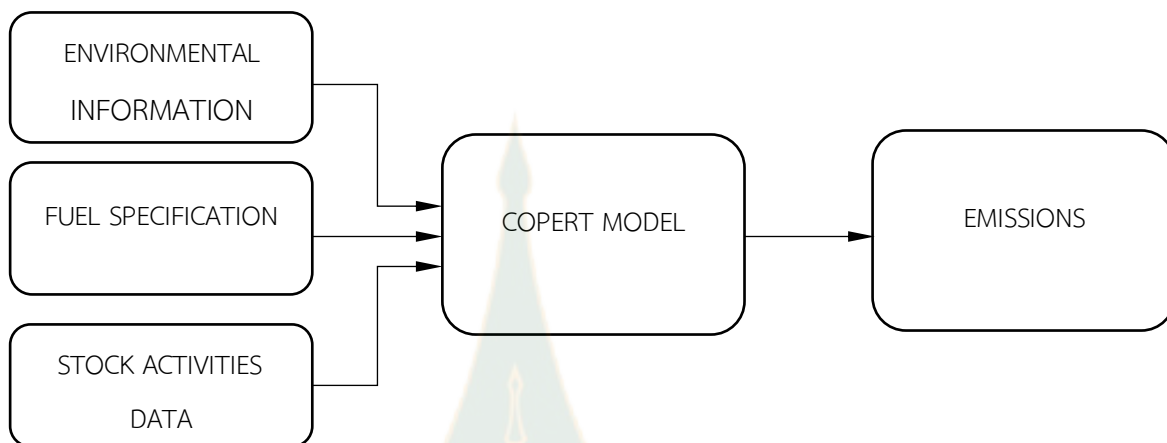 ENVIRONMENTAL
INFORMATION
FUEL SPECIFICATION
STOCK ACTIVITIES
DATA
COPERT MODEL
EMISSIONS